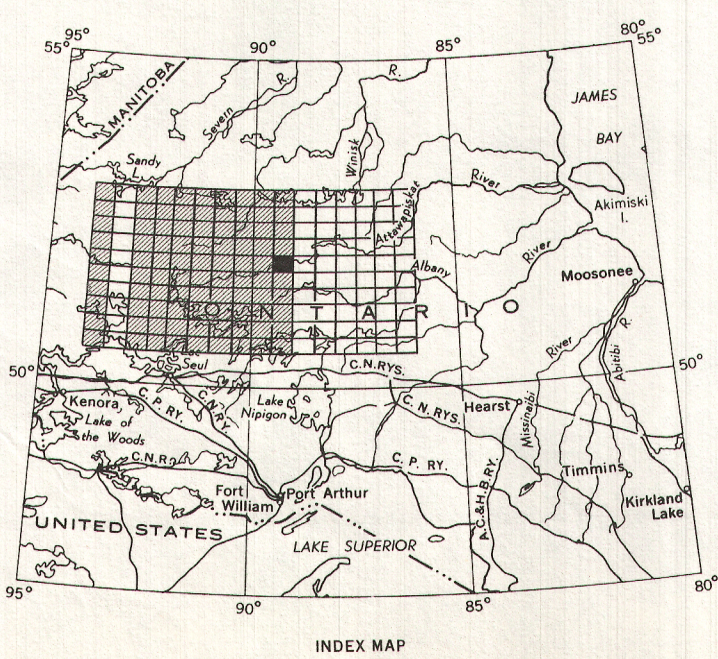 95°
90°
85°
80°
55°
55°
MANITOBA
Severn
R.
R.
JAMES
BAY
Sandy
L.
Winisk
River
Attawapiskat
Akimiski
I.
River
Albany
Moosonee
ONTARIO
River
Abitibi
R.
Lac
Seul
50°
50°
C.N.RYS.
Kenora
C. P. RY.
C.N.RY.
Lake
Nipigon
C. N. RYS.
Hearst
Missinaibi
Lake of
the Woods
C.N.R.
C. P. RY.
A.C.&H.B.RY.
Timmins
Fort
William
Port Arthur
Kirkland
Lake
UNITED STATES
LAKE SUPERIOR
95°
90°
85°
80°
INDEX MAP